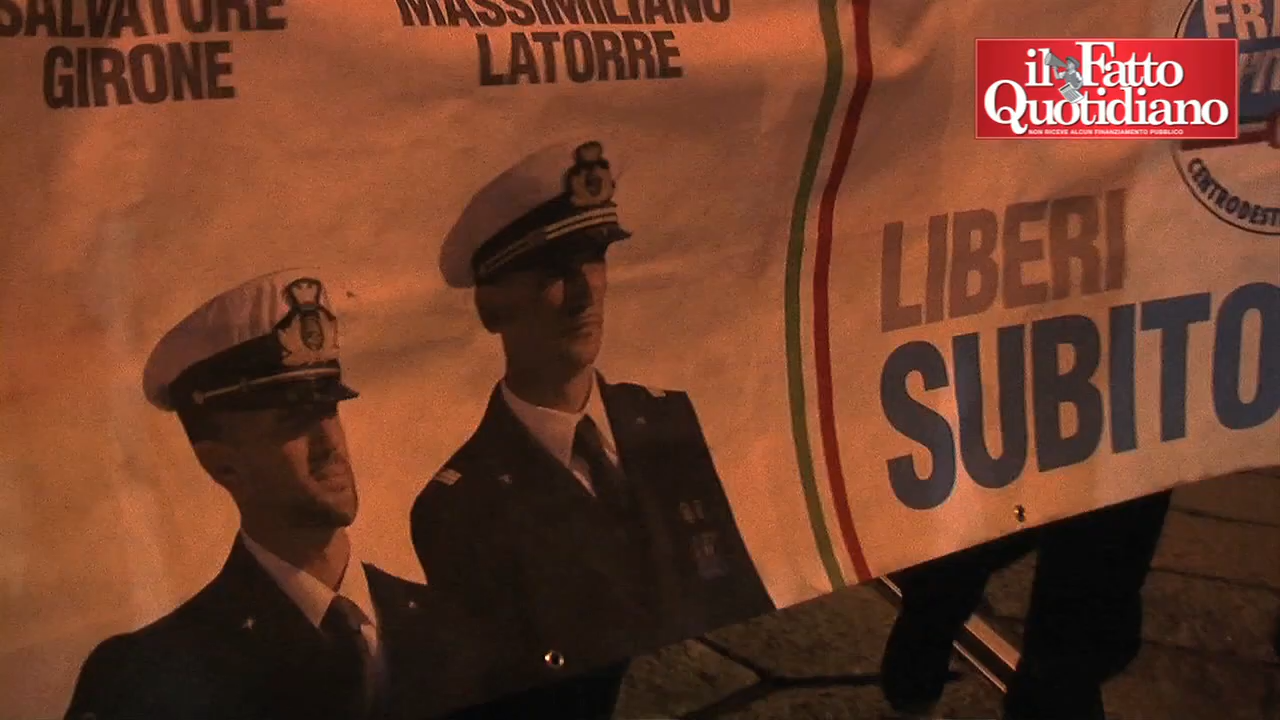 SALVATORE
GIRONE
MASSIMILIANO
LATORRE
il Fatto
Quotidiano
NON RICEVE ALCUN FINANZIAMENTO PUBBLICO
LIBERI
SUBITO